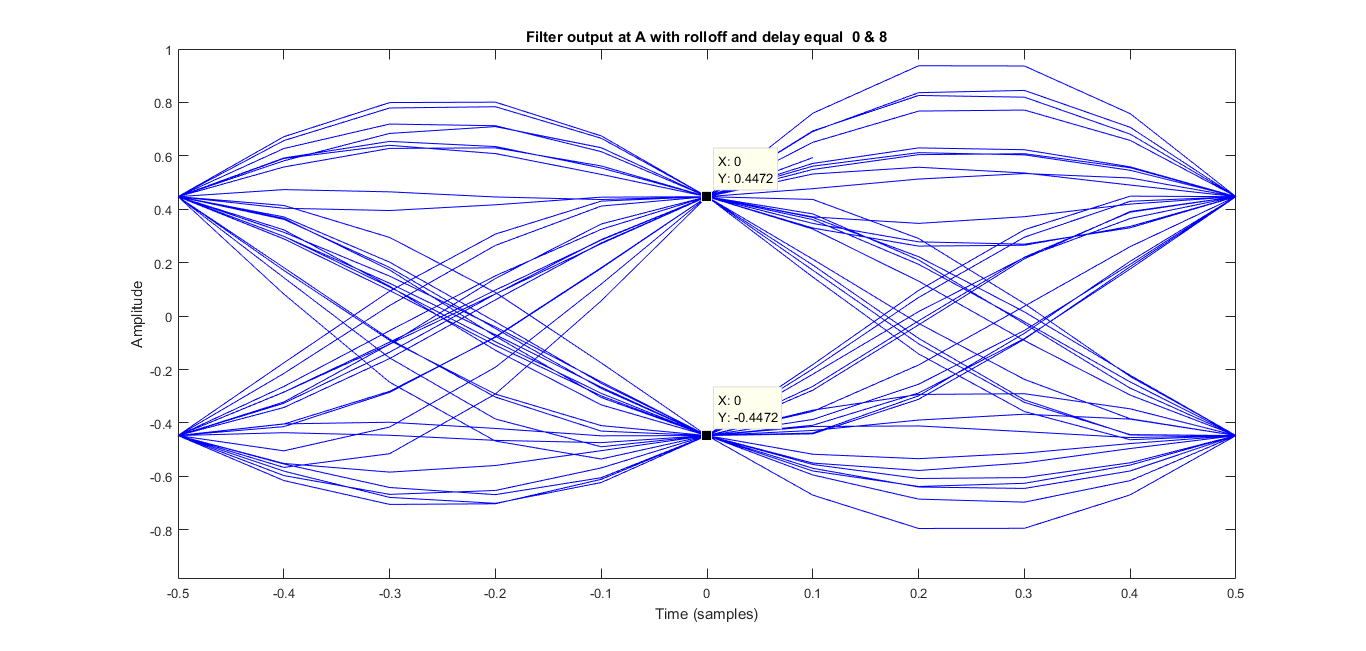 Filter output at A with rolloff and delay equal  0 & 8
1
0.8
0.6
0.4
0.2
0
-0.2
-0.4
-0.6
-0.8
Amplitude
X: 0
Y: 0.4472
X: 0
Y: -0.4472
-0.5 -0.4 -0.3 -0.2 -0.1 0 0.1 0.2 0.3 0.4 0.5
Time (samples)